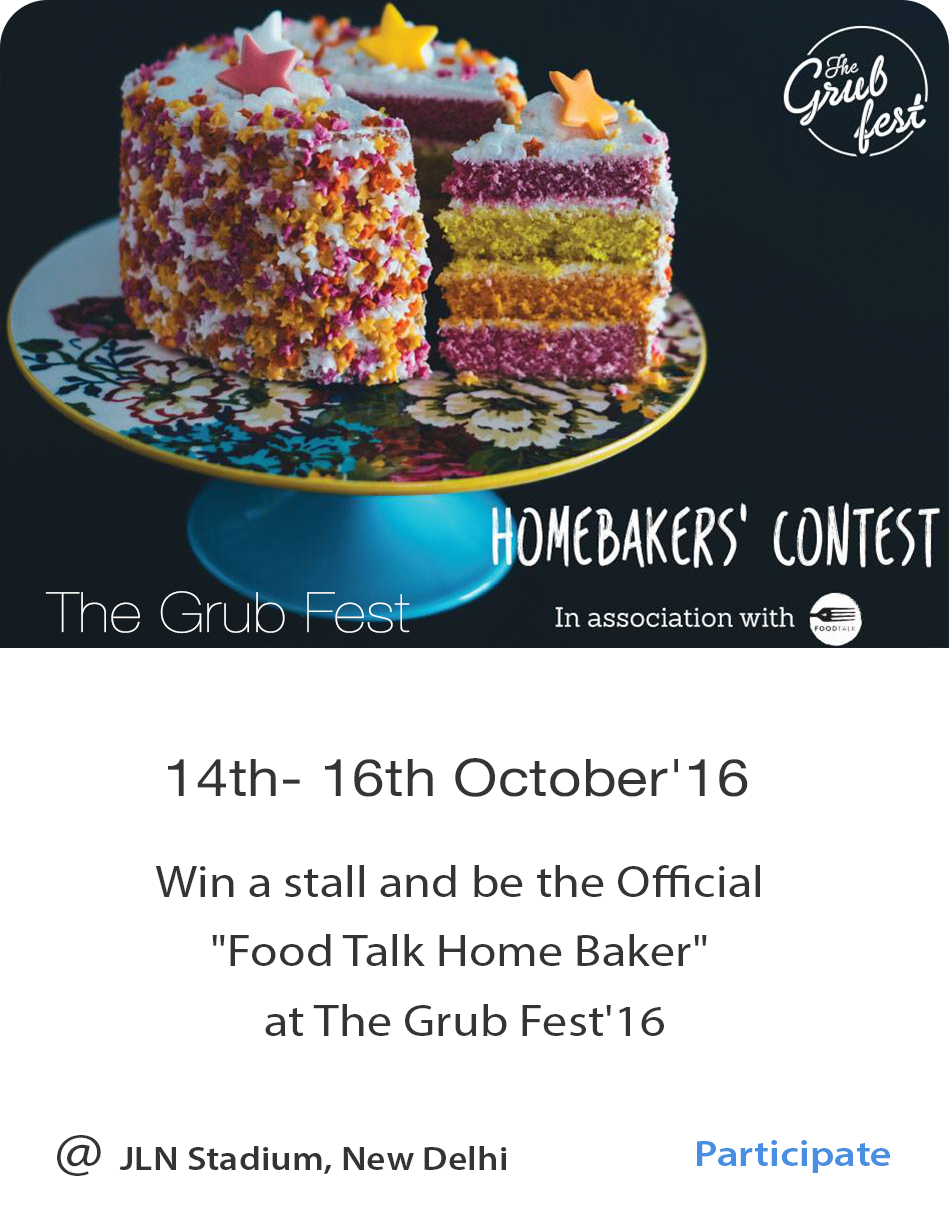 The
Grub
fest
HOMEBAKERS' CONTEST
The Grub Fest
In association with
FOODTALK
14th- 16th October'16
Win a stall and be the Official
"Food Talk Home Baker"
at The Grub Fest'16
@ JLN Stadium, New Delhi
Participate